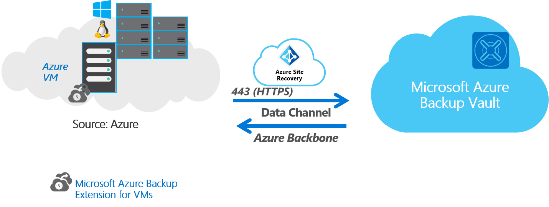 Azure
VM
Source: Azure
Azure Site
Recovery
443 (HTTPS)
Data Channel
Azure Backbone
Microsoft Azure
Backup Vault
Microsoft Azure Backup
Extension for VMs